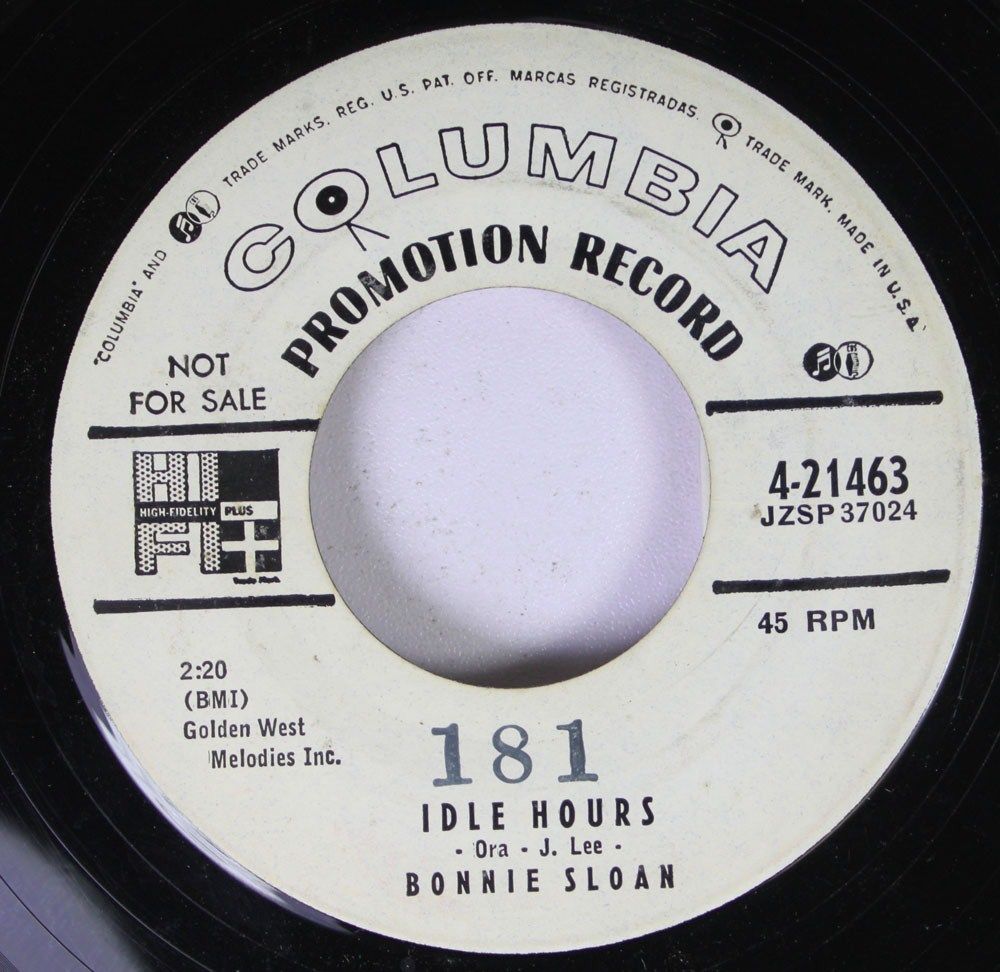 "COLUMBIA" AND TRADE MARKS. REG. U.S. PAT. OFF. MARCAS REGISTRADAS. TRADE MARK. MADE IN U.S.A.
COLUMBIA
PROMOTION RECORD
NOT
FOR SALE
HI
HIGH-FIDELITY PLUS
FI
Trade Mark
4-21463
JZSP 37024
45 RPM
2:20
(BMI)
Golden West
Melodies Inc.
181
IDLE HOURS
- Ora - J. Lee -
BONNIE SLOAN